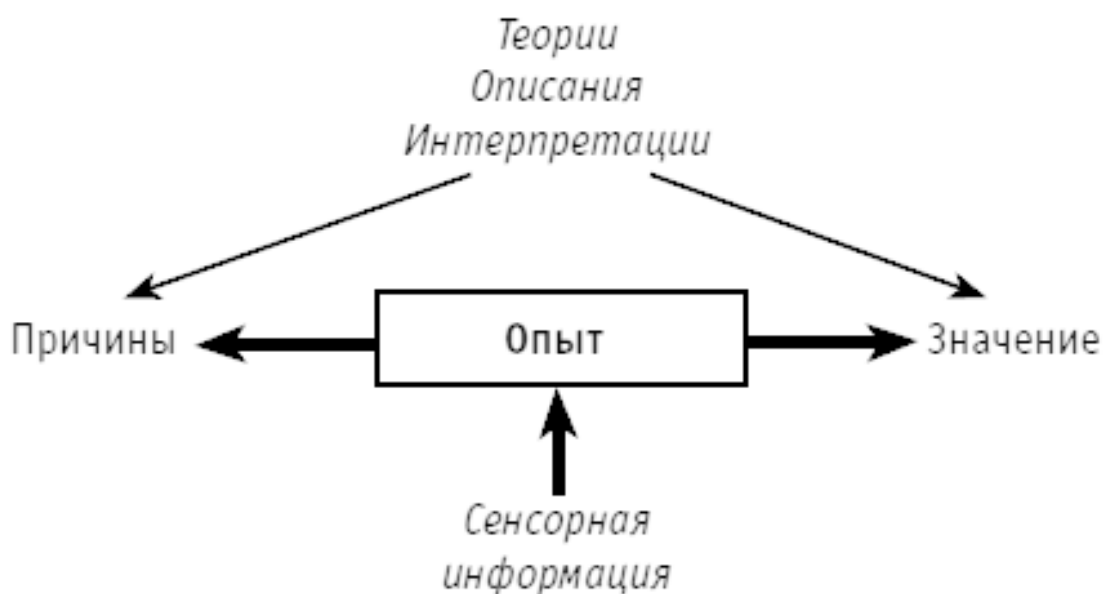 Теории
Описания
Интерпретации
Причины
Опыт
Значение
Сенсорная
информация